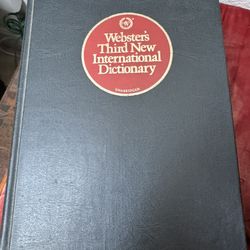 Webster's
Third New
International
Dictionary
UNABRIDGED